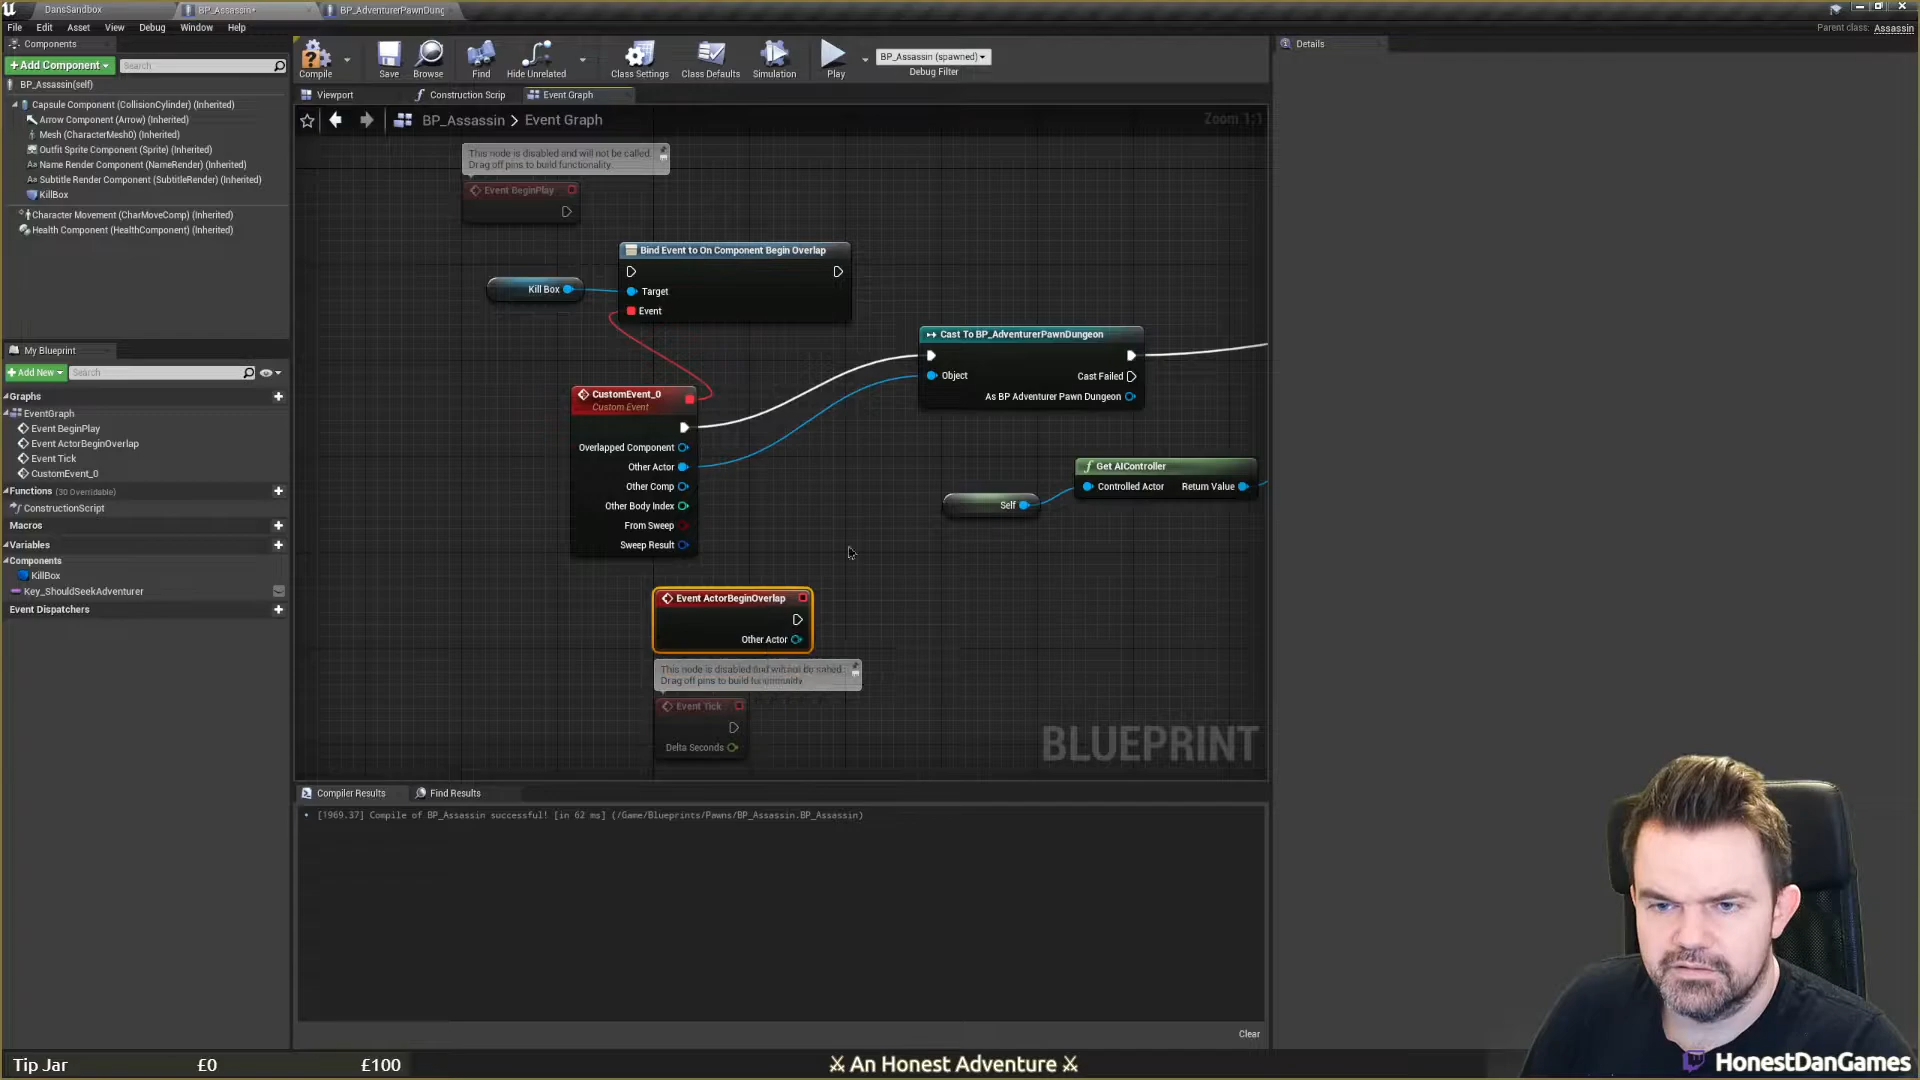 DansSandbox
BP_Assassin•
BP_AdventurerPawnDung
File Edit Asset View Debug Window Help
Parent class: Assassin
Components
+Add Component
Search
BP_Assassin(self)
Capsule Component (CollisionCylinder) (Inherited)
Arrow Component (Arrow) (Inherited)
Mesh (CharacterMesh0) (Inherited)
Outfit Sprite Component (Sprite) (Inherited)
Name Render Component (NameRender) (Inherited)
Subtitle Render Component (SubtitleRender) (Inherited)
KillBox
Character Movement (CharMoveComp) (Inherited)
Health Component (HealthComponent) (Inherited)
My Blueprint
+Add New
Search
Graphs
EventGraph
Event BeginPlay
Event ActorBeginOverlap
Event Tick
CustomEvent_0
Functions (30 Overridable)
ConstructionScript
Macros
Variables
Components
KillBox
Key_ShouldSeekAdventurer
Event Dispatchers
Compile
Save
Browse
Find
Hide Unrelated
Class Settings
Class Defaults
Simulation
Play
BP_Assassin (spawned)
Debug Filter
Viewport
Construction Scrip
Event Graph
BP_Assassin > Event Graph
Zoom 1:1
This node is disabled and will not be called.
Drag off pins to build functionality.
Event BeginPlay
Bind Event to On Component Begin Overlap
Kill Box
Target
Event
Cast To BP_AdventurerPawnDungeon
Object
Cast Failed
As BP Adventurer Pawn Dungeon
CustomEvent_0
Custom Event
Overlapped Component
Other Actor
Other Comp
Other Body Index
From Sweep
Sweep Result
Get AIController
Controlled Actor
Return Value
Self
Event ActorBeginOverlap
Other Actor
Drag off pins to build functionality.
Event Tick
Delta Seconds
BLUEPRINT
Compiler Results
Find Results
[1969.37] Compile of BP_Assassin successful! [in 62 ms] (/Game/Blueprints/Pawns/BP_Assassin.BP_Assassin)
Clear
Details
Tip Jar £0 £100
An Honest Adventure
HonestDanGames